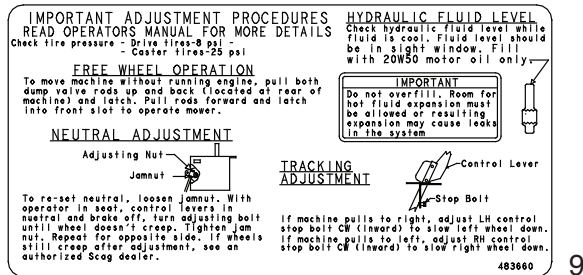 IMPORTANT ADJUSTMENT PROCEDURES
READ OPERATORS MANUAL FOR MORE DETAILS
Check tire pressure - Drive tires-8 psi -
- Caster tires-25 psi
FREE WHEEL OPERATION
To move machine without running engine, pull both
dump valve rods up and back (located at rear of
machine) and latch. Pull rods forward and latch
into front slot to operate mower.
NEUTRAL ADJUSTMENT
Adjusting Nut
Jamnut
To re-set neutral, loosen jamnut. With
operator in seat, control levers in
nuetral and brake off, turn adjusting bolt
until wheel doesn't creep. Tighten jam
nut. Repeat for opposite side. If wheels
still creep after adjustment, see an
authorized Scag dealer.
HYDRAULIC FLUID LEVEL
Check hydraulic fluid level while
fluid is cool. Fluid level should
be in sight window. Fill
with 20W50 motor oil only.
IMPORTANT
Do not overfill. Room for
hot fluid expansion must
be allowed or resulting
expansion may cause leaks
in the system
TRACKING
ADJUSTMENT
Control Lever
Stop Bolt
If machine pulls to right, adjust LH control
stop bolt CW (Inward) to slow left wheel down.
If machine pulls to left, adjust RH control
stop bolt CW (Inward) to slow right wheel down.
483660
9